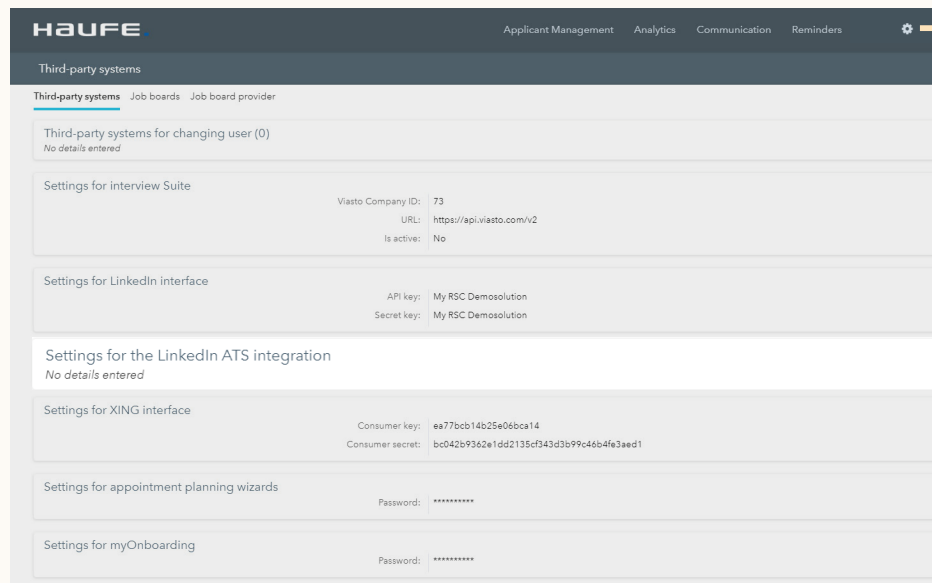 HAUFE.
Applicant Management Analytics Communication Reminders
Third-party systems
Third-party systems Job boards Job board provider
Third-party systems for changing user (0)
No details entered
Settings for interview Suite
Viasto Company ID: 73
URL: https://api.viasto.com/v2
Is active: No
Settings for LinkedIn interface
API key: My RSC Demosolution
Secret key: My RSC Demosolution
Settings for the LinkedIn ATS integration
No details entered
Settings for XING interface
Consumer key: ea77bcb14b25e06bca14
Consumer secret: bc042b9362e1dd2135cf343d3b99c46b4fe3aed1
Settings for appointment planning wizards
Password: **********
Settings for myOnboarding
Password: **********